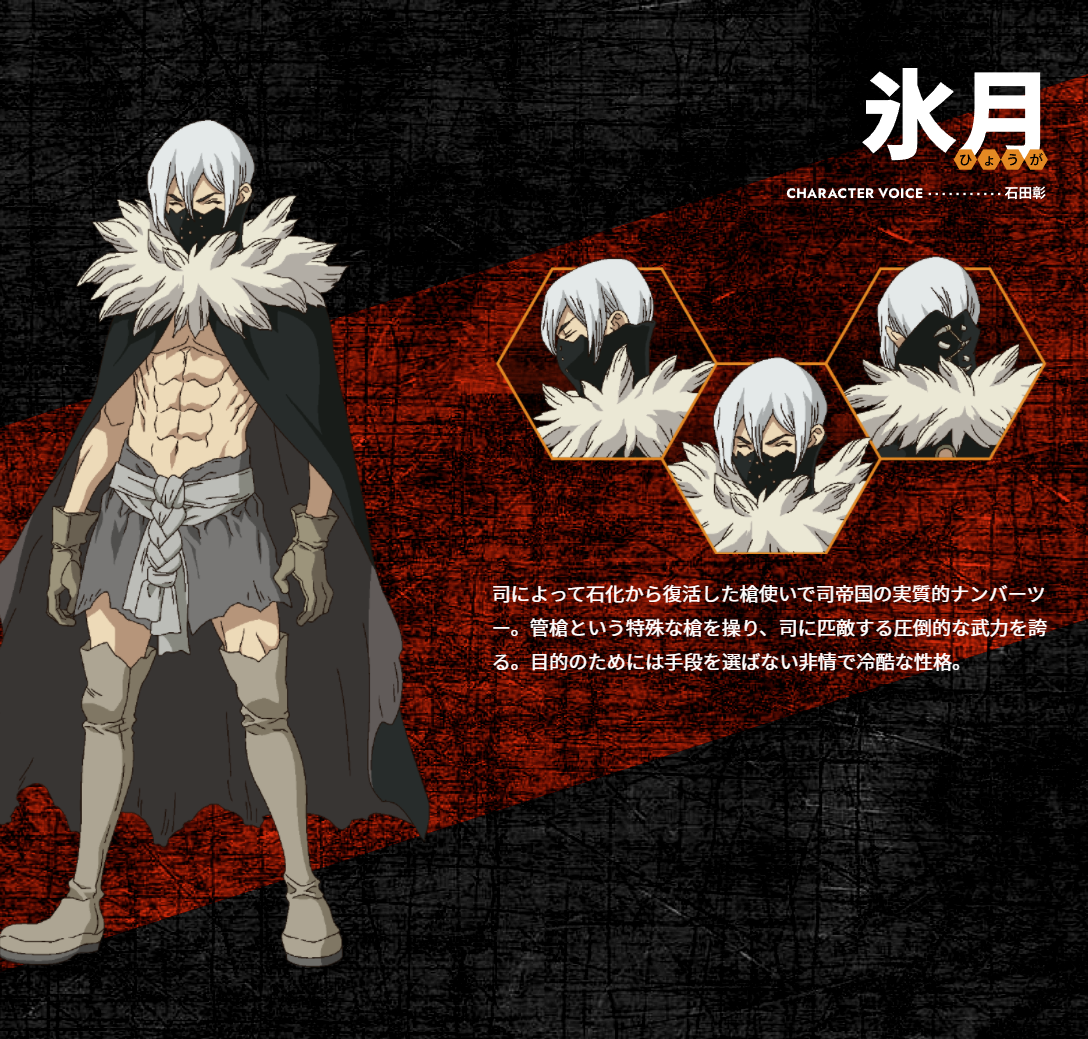 氷月
ひょうが
CHARACTER VOICE ··········· 石田彰
司によって石化から復活した槍使いで司帝国の実質的ナンバーツ
ー。管槍という特殊な槍を操り、司に匹敵する圧倒的な武力を誇
る。目的のためには手段を選ばない非情で冷酷な性格。